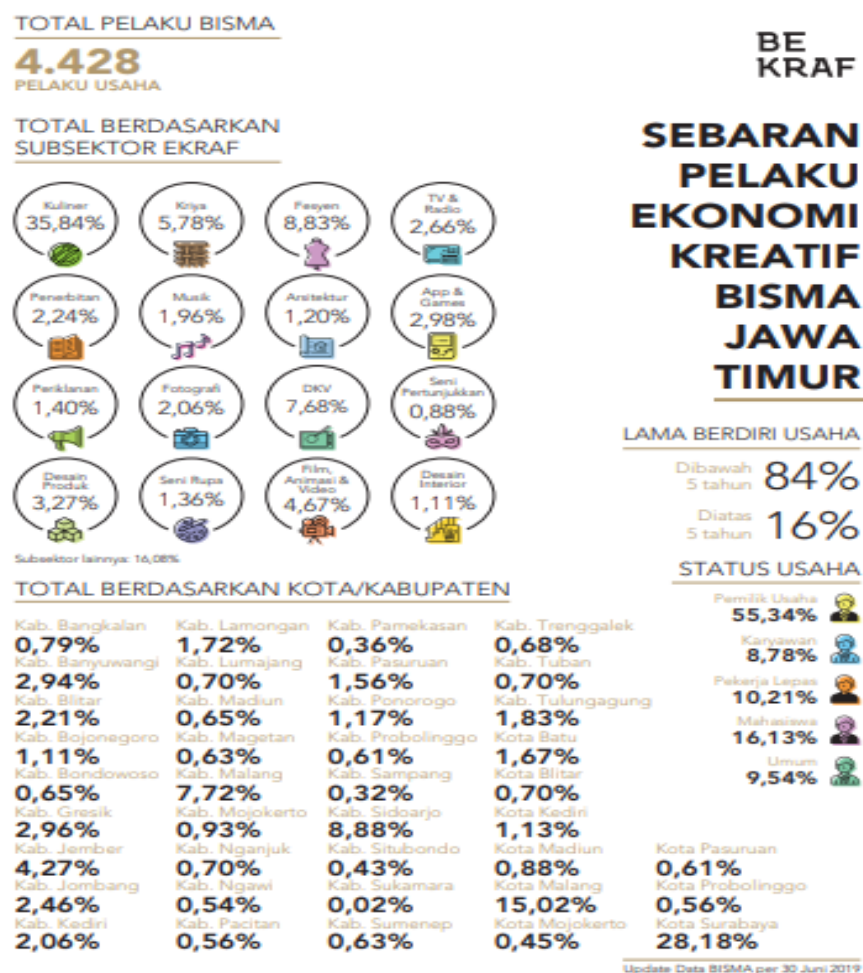 TOTAL PELAKU BISMA
4.428
PELAKU USAHA
BE
KRAF
SEBARAN
PELAKU
EKONOMI
KREATIF
BISMA
JAWA
TIMUR
TOTAL BERDASARKAN
SUBSEKTOR EKRAF
Kuliner
35,84%
Kriya
5,78%
Fesyen
8,83%
TV &
Radio
2,66%
Penerbitan
2,24%
Musik
1,96%
Arsitektur
1,20%
App &
Games
2,98%
Periklanan
1,40%
Fotografi
2,06%
DKV
7,68%
Seni
Pertunjukkan
0,88%
Desain
Produk
3,27%
Seni Rupa
1,36%
Film,
Animasi &
Video
4,67%
Desain
Interior
1,11%
Subsektor lainnya: 16,08%
LAMA BERDIRI USAHA
Dibawah
5 tahun
84%
Diatas
5 tahun
16%
STATUS USAHA
Pemilik Usaha
55,34%
Karyawan
8,78%
Pekerja Lepas
10,21%
Mahasiswa
16,13%
Umum
9,54%
TOTAL BERDASARKAN KOTA/KABUPATEN
Kab. Bangkalan
0,79%
Kab. Banyuwangi
2,94%
Kab. Blitar
2,21%
Kab. Bojonegoro
1,11%
Kab. Bondowoso
0,65%
Kab. Gresik
2,96%
Kab. Jember
4,27%
Kab. Jombang
2,46%
Kab. Kediri
2,06%
Kab. Lamongan
1,72%
Kab. Lumajang
0,70%
Kab. Madiun
0,65%
Kab. Magetan
0,63%
Kab. Malang
7,72%
Kab. Mojokerto
0,93%
Kab. Nganjuk
0,70%
Kab. Ngawi
0,54%
Kab. Pacitan
0,56%
Kab. Pamekasan
0,36%
Kab. Pasuruan
1,56%
Kab. Ponorogo
1,17%
Kab. Probolinggo
0,61%
Kab. Sampang
0,32%
Kab. Sidoarjo
8,88%
Kab. Situbondo
0,43%
Kab. Sukamara
0,02%
Kab. Sumenep
0,63%
Kab. Trenggalek
0,68%
Kab. Tuban
0,70%
Kab. Tulungagung
1,83%
Kota Batu
1,67%
Kota Blitar
0,70%
Kota Kediri
1,13%
Kota Madiun
0,88%
Kota Malang
15,02%
Kota Mojokerto
0,45%
Kota Pasuruan
0,61%
Kota Probolinggo
0,56%
Kota Surabaya
28,18%
Update Data BISMA per 30 Juni 2019